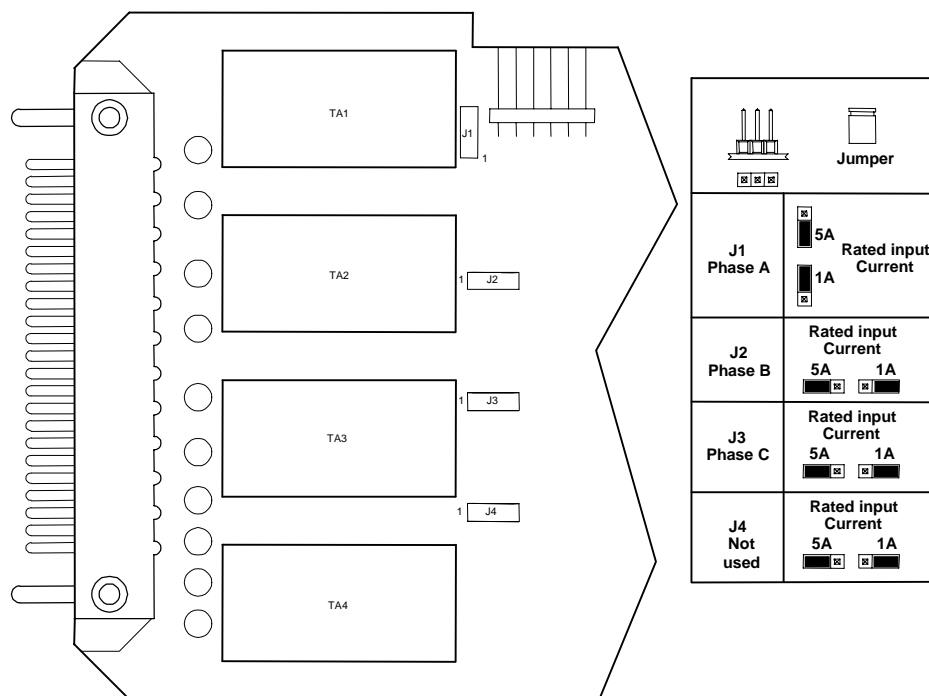 TA1
J1
1
TA2
1
J2
TA3
1
J3
1
J4
TA4
Jumper
J1
Phase A
5A
1A
Rated input
Current
J2
Phase B
Rated input
Current
5A 1A
J3
Phase C
Rated input
Current
5A 1A
J4
Not
used
Rated input
Current
5A 1A